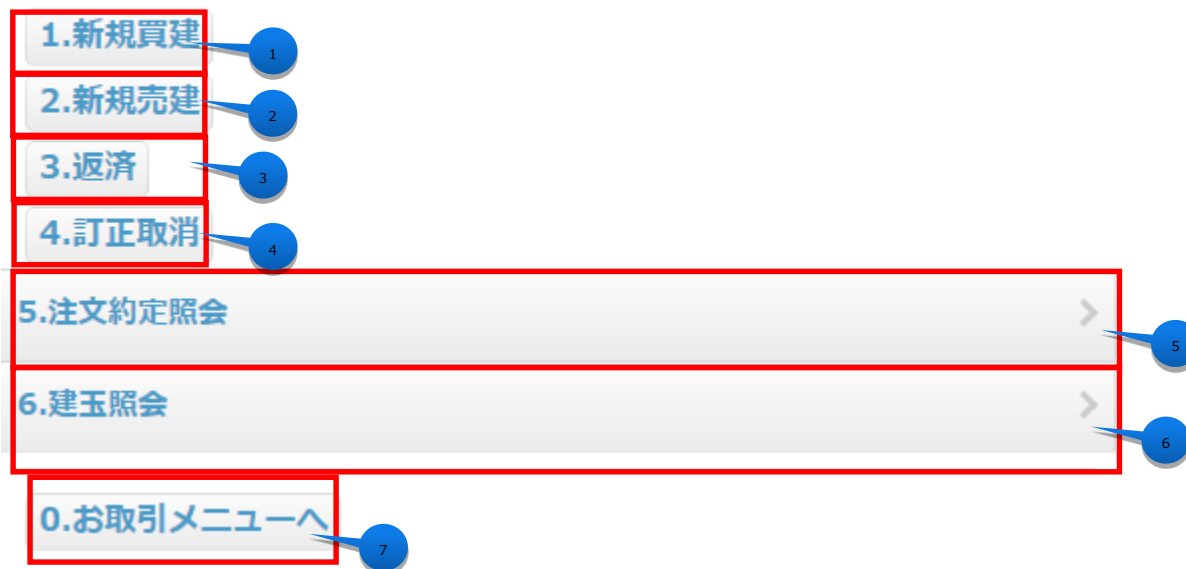 1.新規買建
1
2.新規売建
2
3.返済
3
4.訂正取消
4
5.注文約定照会
5
6.建玉照会
6
0.お取引メニューへ
7